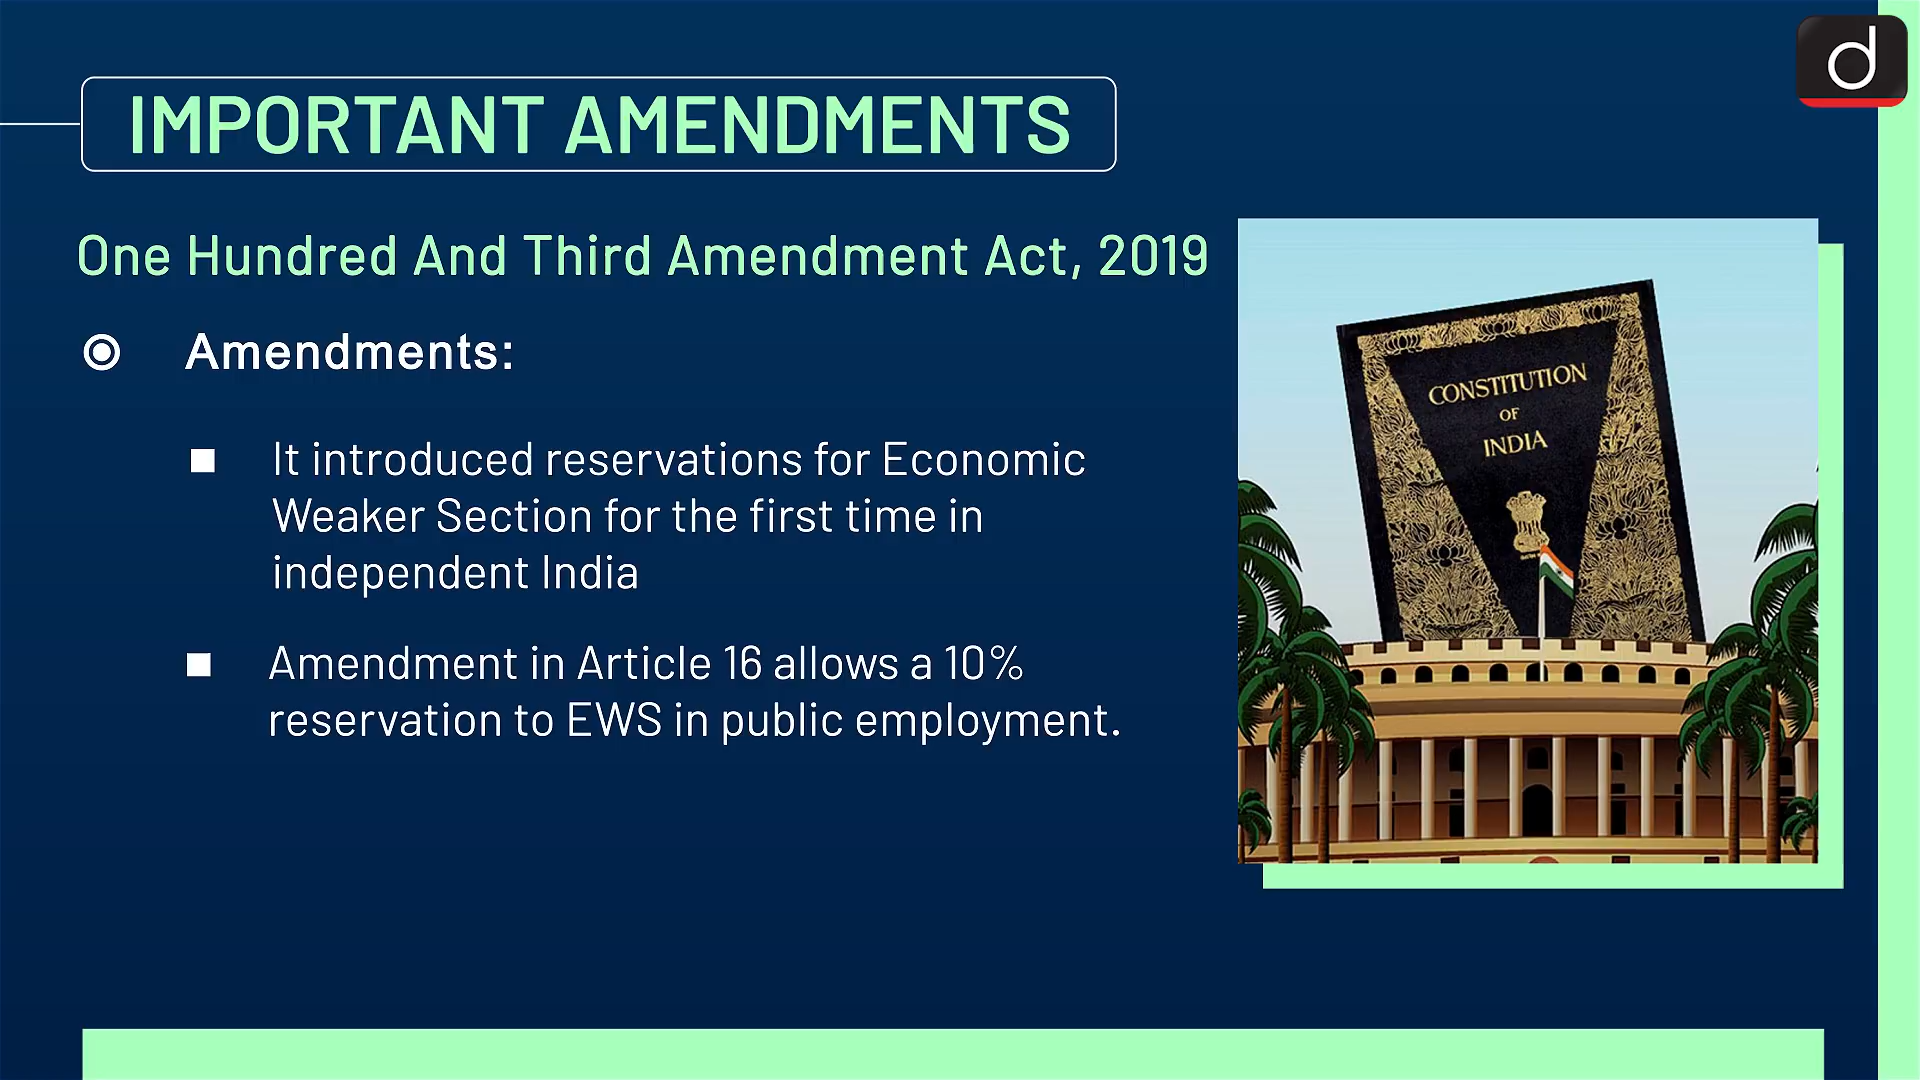 IMPORTANT AMENDMENTS
One Hundred And Third Amendment Act, 2019
Amendments:
It introduced reservations for Economic
Weaker Section for the first time in
independent India
Amendment in Article 16 allows a 10%
reservation to EWS in public employment.
CONSTITUTION
OF
INDIA
d